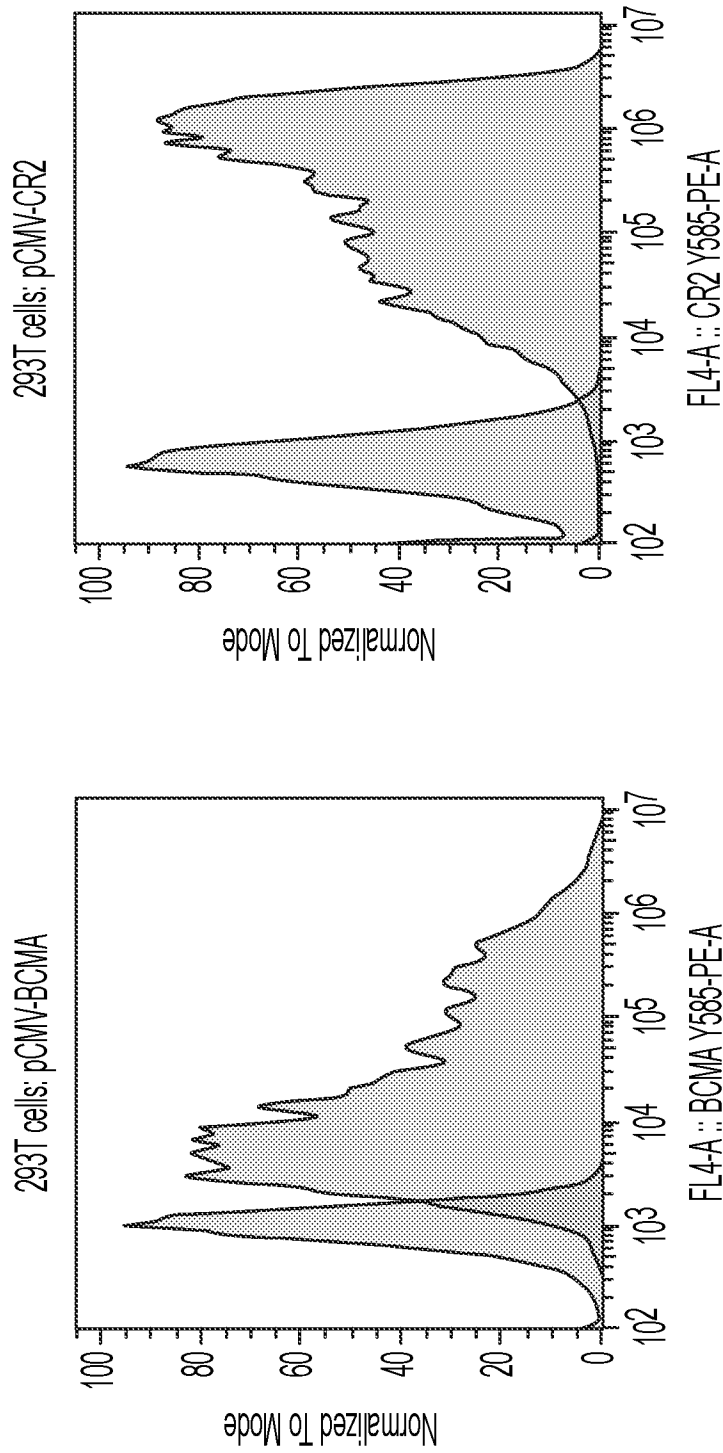 293T cells: pCMV-BCMA
Normalized To Mode
100
80
60
40
20
0
10² 10³ 10⁴ 10⁵ 10⁶ 10⁷
FL4-A :: BCMA Y585-PE-A
293T cells: pCMV-CR2
Normalized To Mode
100
80
60
40
20
0
10² 10³ 10⁴ 10⁵ 10⁶ 10⁷
FL4-A :: CR2 Y585-PE-A